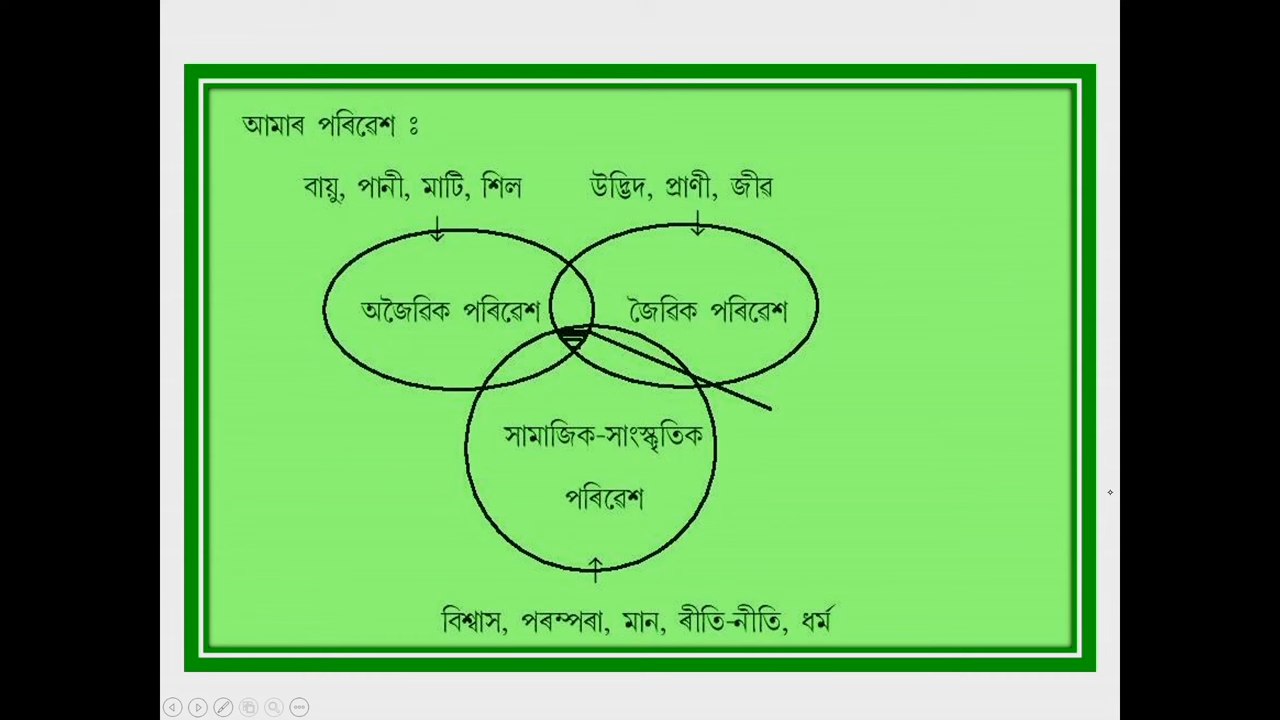 আমাৰ পৰিৱেশ ঃ
বায়ু, পানী, মাটি, শিল
উদ্ভিদ, প্ৰাণী, জীৱ
অজৈৱিক পৰিৱেশ
জৈৱিক পৰিৱেশ
সামাজিক-সাংস্কৃতিক
পৰিৱেশ
বিশ্বাস, পৰম্পৰা, মান, ৰীতি-নীতি, ধৰ্ম